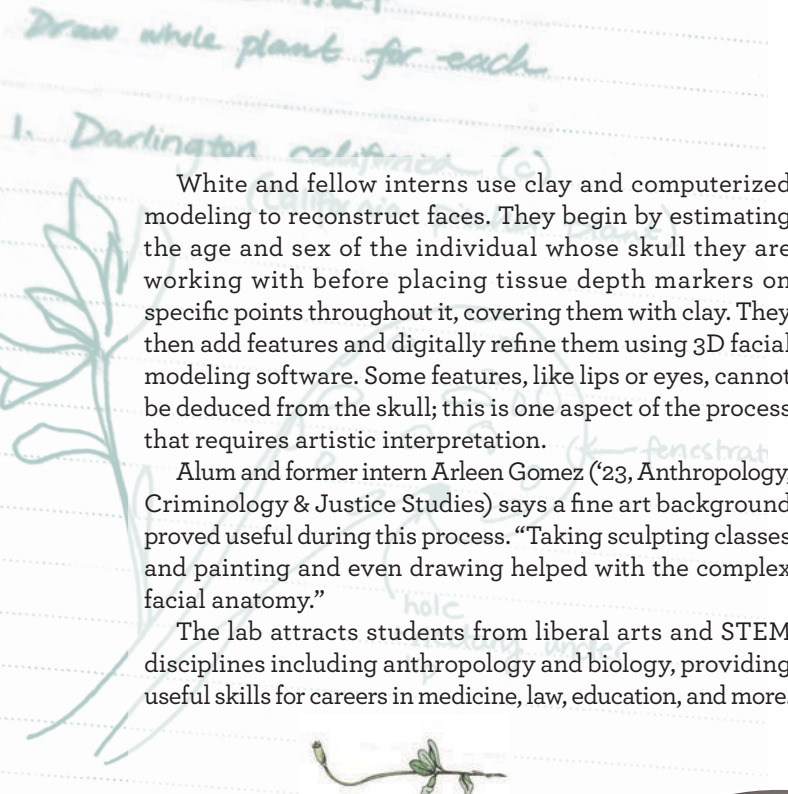 Draw whole plant for each
1. Darlington californica (c)
White and fellow interns use clay and computerized
modeling to reconstruct faces. They begin by estimating
the age and sex of the individual whose skull they are
working with before placing tissue depth markers on
specific points throughout it, covering them with clay. They
then add features and digitally refine them using 3D facial
modeling software. Some features, like lips or eyes, cannot
be deduced from the skull; this is one aspect of the process
that requires artistic interpretation.
fenestrat
Alum and former intern Arleen Gomez (‘23, Anthropology,
Criminology & Justice Studies) says a fine art background
proved useful during this process. “Taking sculpting classes
and painting and even drawing helped with the complex
facial anatomy.”
hole
under
The lab attracts students from liberal arts and STEM
disciplines including anthropology and biology, providing
useful skills for careers in medicine, law, education, and more.